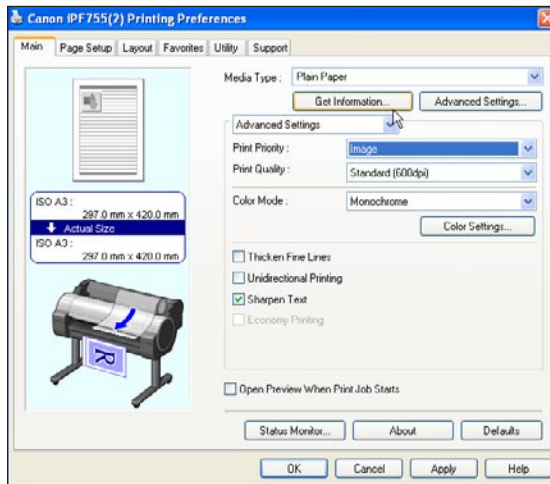 Canon iPF755(2) Printing Preferences
Main Page Setup Layout Favorites Utility Support
Media Type : Plain Paper
Get Information... Advanced Settings...
Advanced Settings
Print Priority : Image
Print Quality : Standard (600dpi)
ISO A3 :
297.0 mm x 420.0 mm
Actual Size
ISO A3 :
297.0 mm x 420.0 mm
Color Mode : Monochrome
Color Settings...
Thicken Fine Lines
Unidirectional Printing
Sharpen Text
Economy Printing
R
Open Preview When Print Job Starts
Status Monitor... About Defaults
OK Cancel Apply Help